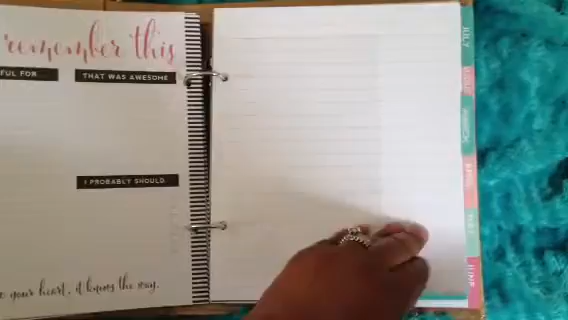 remember this
FUL FOR
THAT WAS AWESOME
I PROBABLY SHOULD
your heart, it knows the way.
JULY
MARCH
APRIL
MAY
JUNE